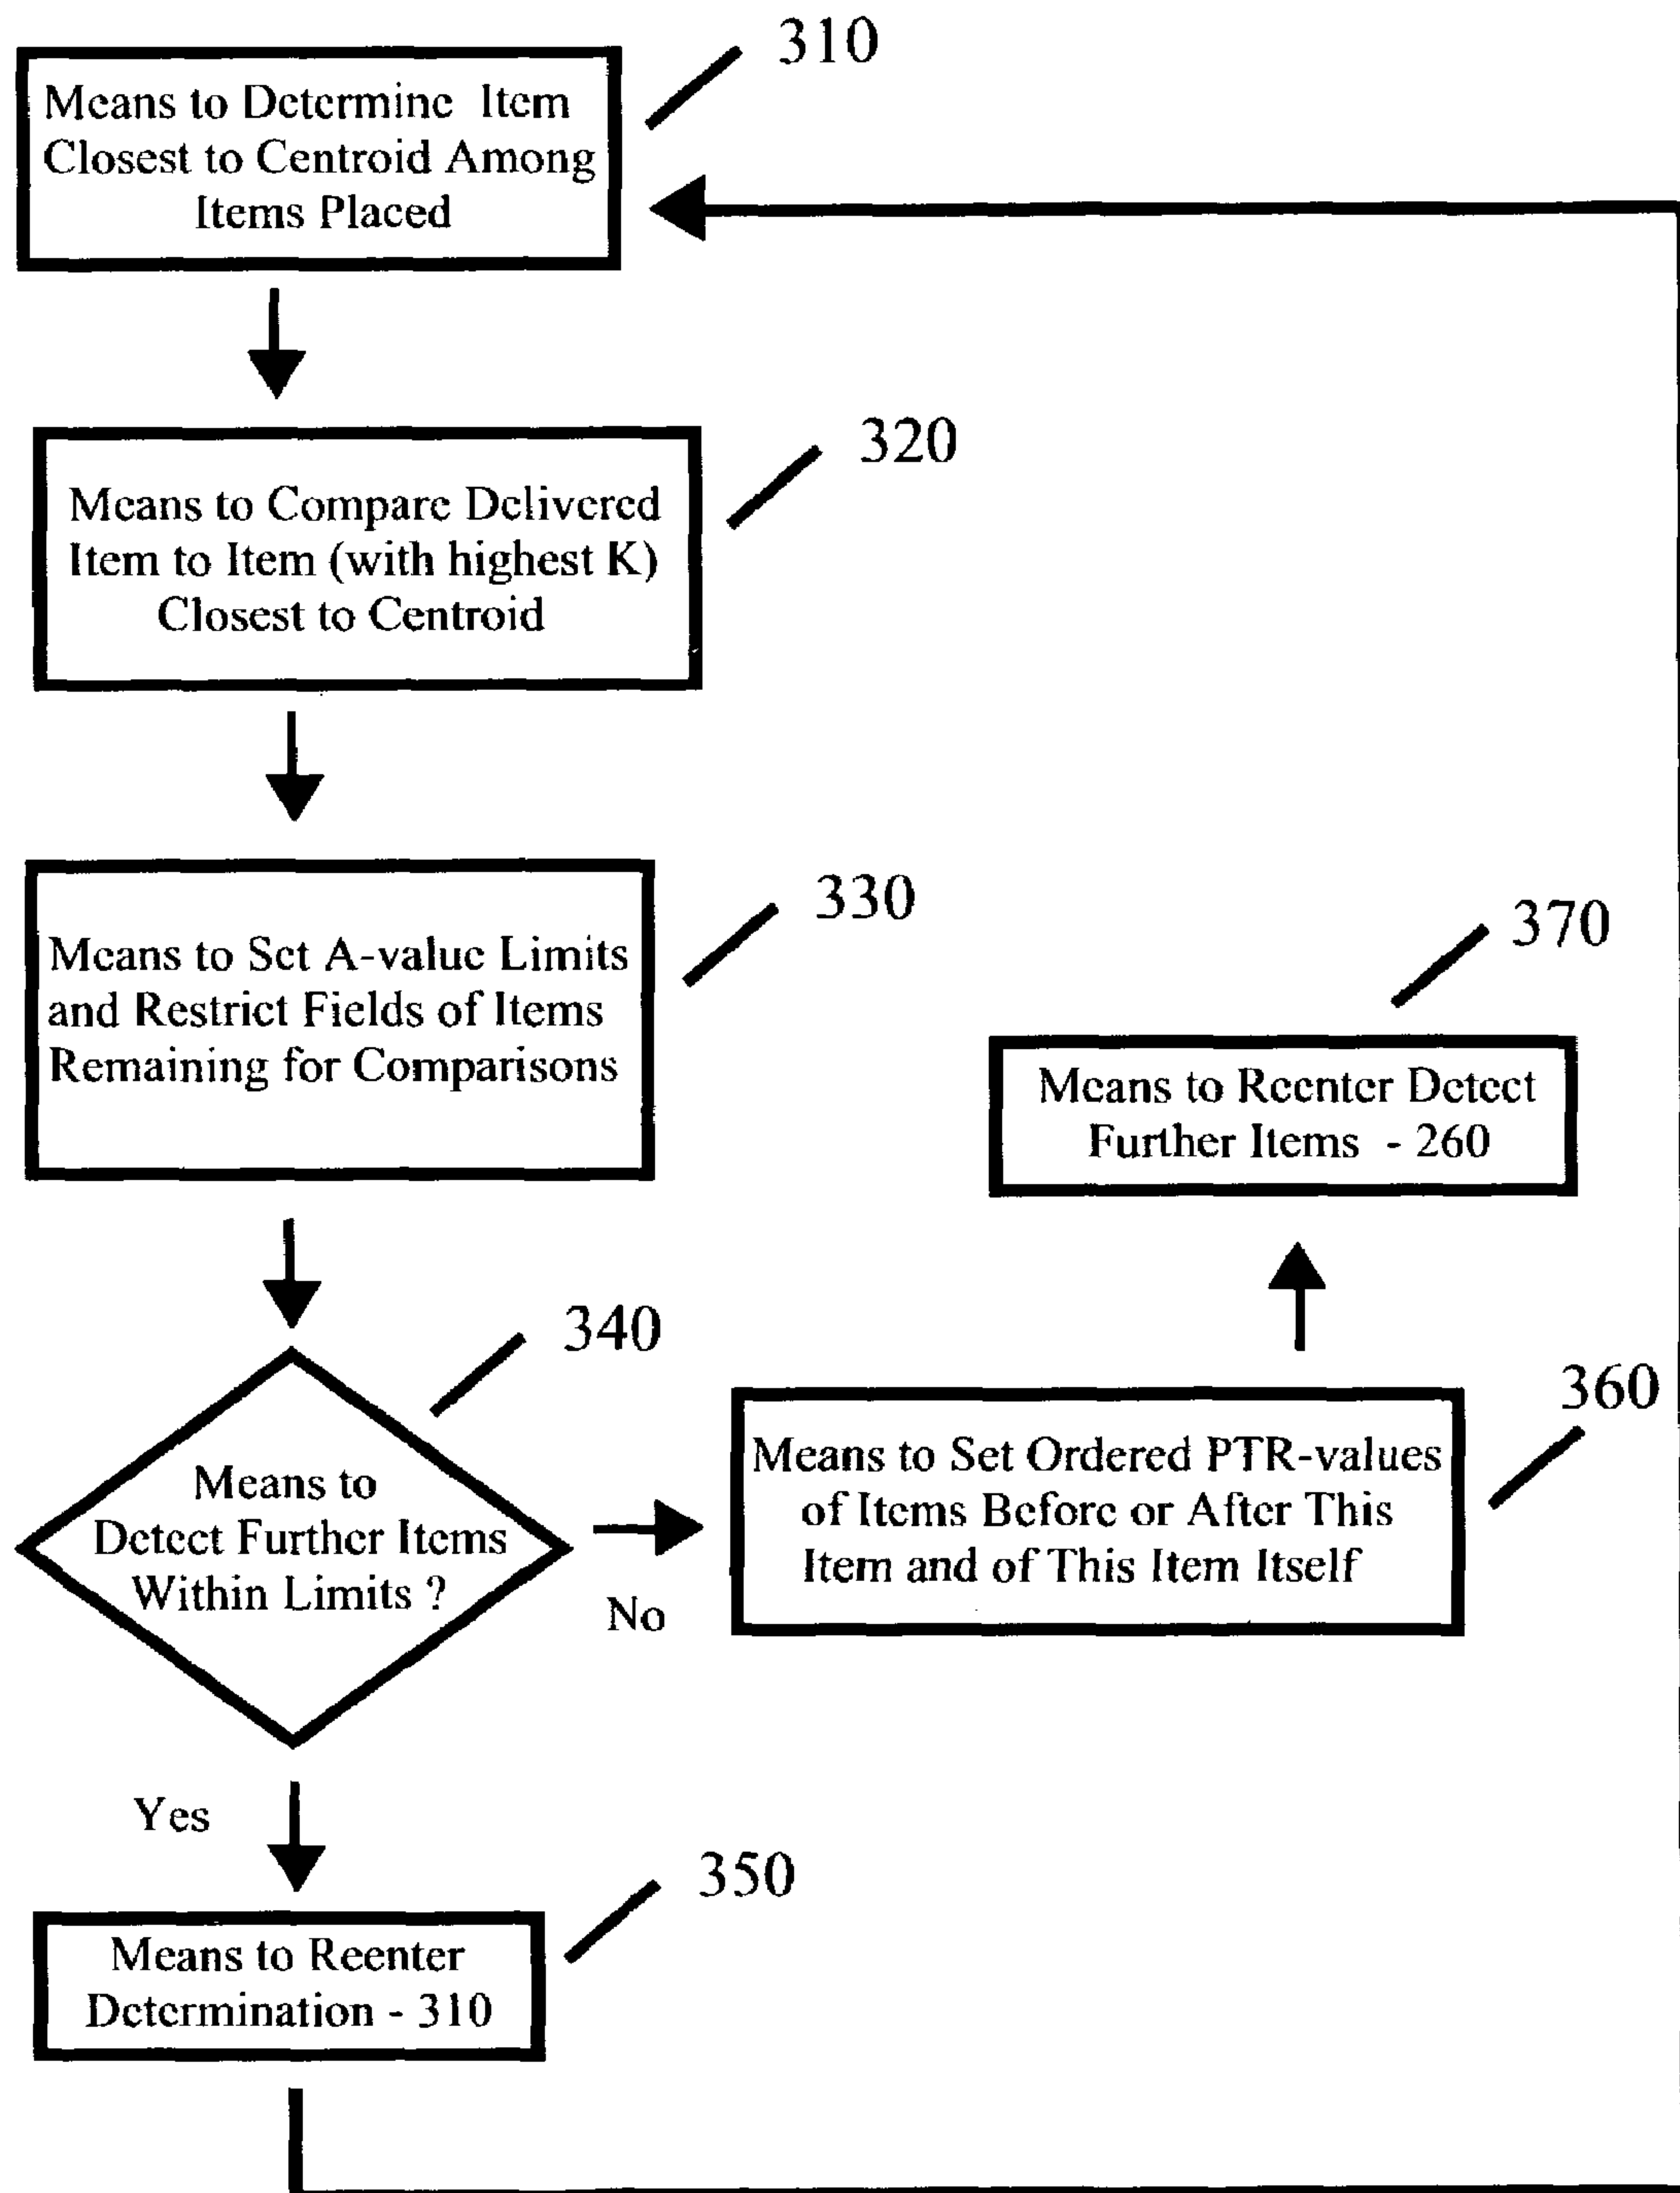 310
Means to Determine Item
Closest to Centroid Among
Items Placed
320
Means to Compare Delivered
Item to Item (with highest K)
Closest to Centroid
330
Means to Set A-value Limits
and Restrict Fields of Items
Remaining for Comparisons
370
Means to Reenter Detect
Further Items - 260
340
Means to
Detect Further Items
Within Limits ?
No
360
Means to Set Ordered PTR-values
of Items Before or After This
Item and of This Item Itself
Yes
350
Means to Reenter
Determination - 310